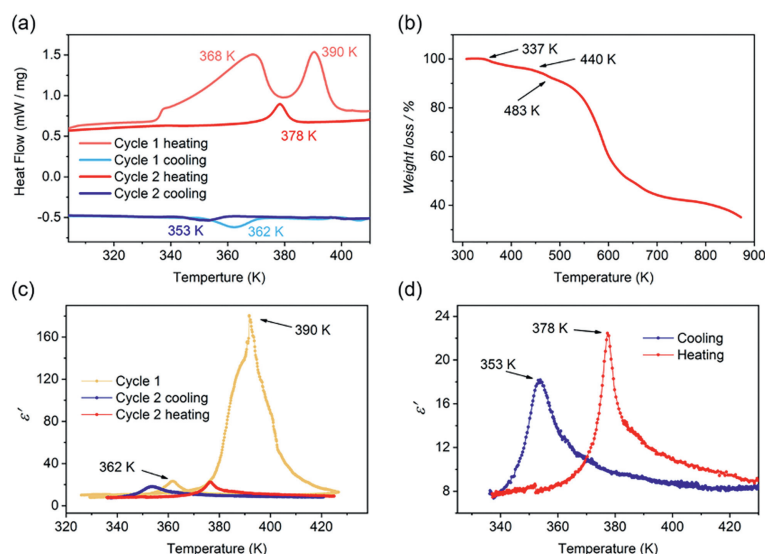 (a)
368 K
390 K
378 K
353 K
362 K
Cycle 1 heating
Cycle 1 cooling
Cycle 2 heating
Cycle 2 cooling
Heat Flow (mW / mg)
1.5
1.0
0.5
0.0
-0.5
320 340 360 380 400
Temperture (K)
(b)
337 K
440 K
483 K
Weight loss / %
100
80
60
40
300 400 500 600 700 800 900
Temperature (K)
(c)
390 K
Cycle 1
Cycle 2 cooling
Cycle 2 heating
362 K
ε′
160
120
80
40
0
340 360 380 400 420
Temperature (K)
(d)
378 K
353 K
Cooling
Heating
ε′
24
20
16
12
8
340 360 380 400 420
Temperature (K)